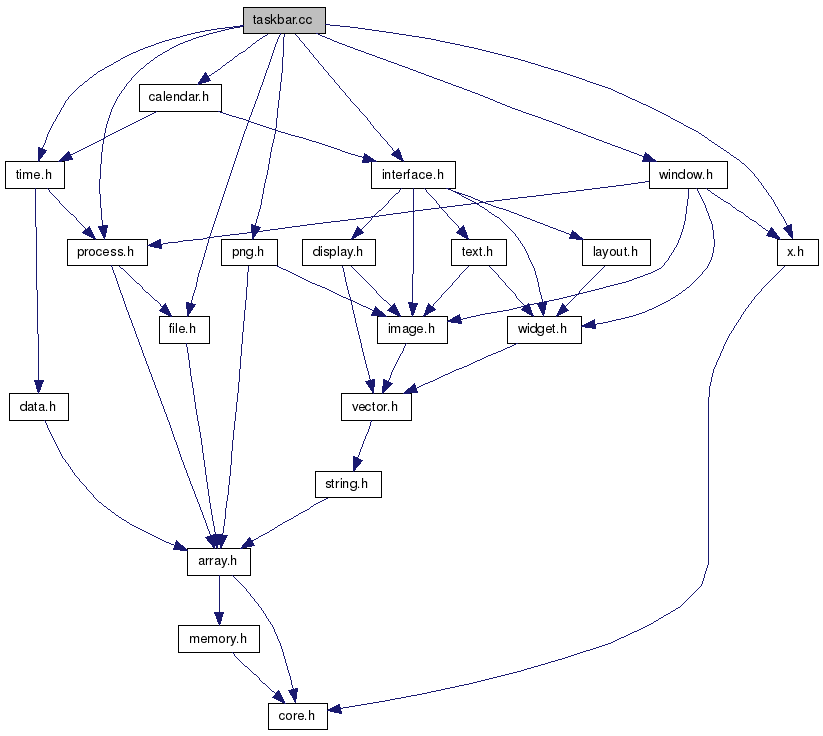 taskbar.cc
calendar.h
time.h
interface.h
window.h
process.h
png.h
display.h
text.h
layout.h
x.h
file.h
image.h
widget.h
data.h
vector.h
string.h
array.h
memory.h
core.h